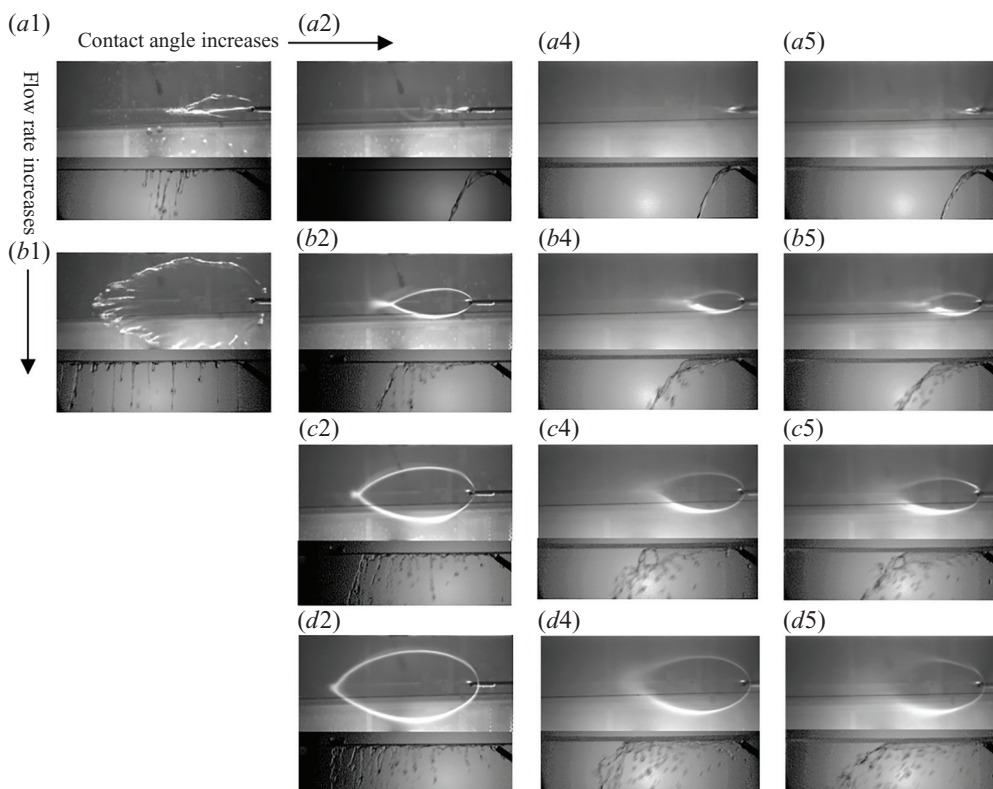 (a1)
Contact angle increases
(a2)
(a4)
(a5)
Flow rate increases
(b1)
(b2)
(b4)
(b5)
(c2)
(c4)
(c5)
(d2)
(d4)
(d5)